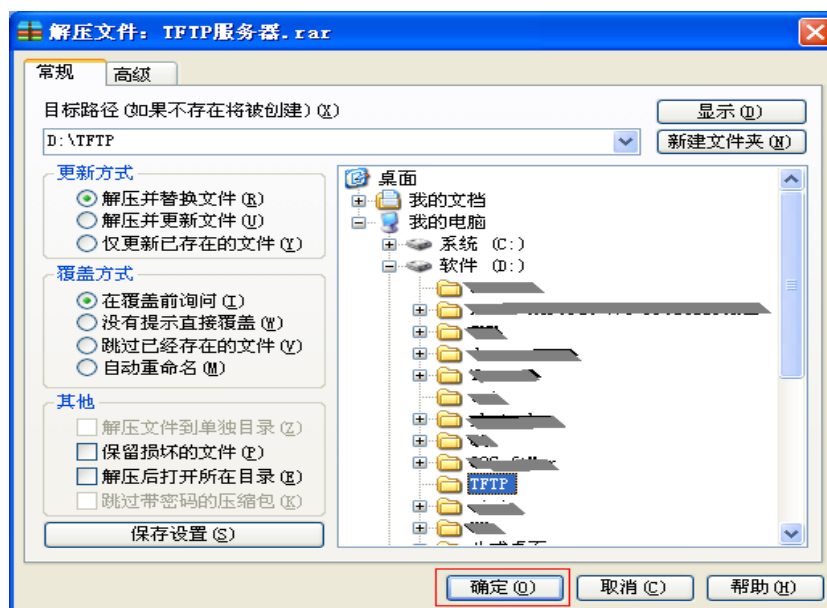 解压文件：TFTP服务器.rar
常规 高级
目标路径(如果不存在将被创建)(X)
显示(D)
D:\TFTP
新建文件夹(N)
更新方式
解压并替换文件(R)
解压并更新文件(U)
仅更新已存在的文件(Y)
覆盖方式
在覆盖前询问(I)
没有提示直接覆盖(W)
跳过已经存在的文件(V)
自动重命名(M)
其他
解压文件到单独目录(Z)
保留损坏的文件(P)
解压后打开所在目录(E)
跳过带密码的压缩包(K)
保存设置(S)
桌面
我的文档
我的电脑
系统 (C:)
软件 (D:)
TFTP
确定(O) 取消(C) 帮助(H)